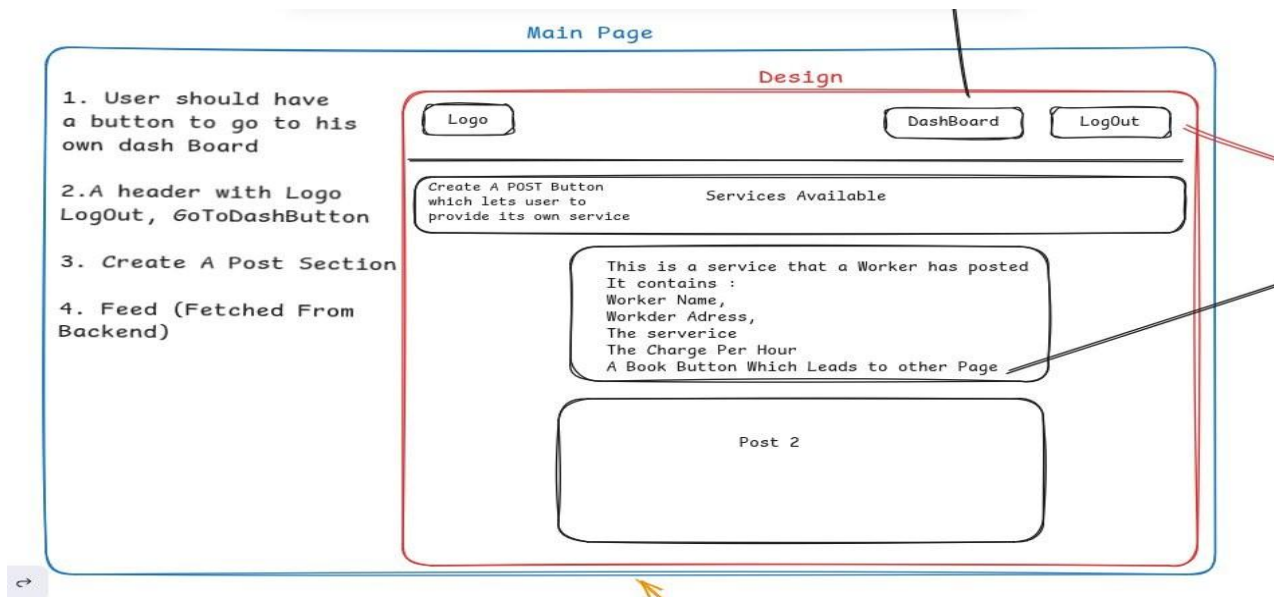 Main Page
1. User should have
a button to go to his
own dash Board
2.A header with Logo
LogOut, GoToDashButton
3. Create A Post Section
4. Feed (Fetched From
Backend)
Design
Logo
DashBoard
LogOut
Create A POST Button
which lets user to
provide its own service
Services Available
This is a service that a Worker has posted
It contains :
Worker Name,
Workder Adress,
The serverice
The Charge Per Hour
A Book Button Which Leads to other Page
Post 2